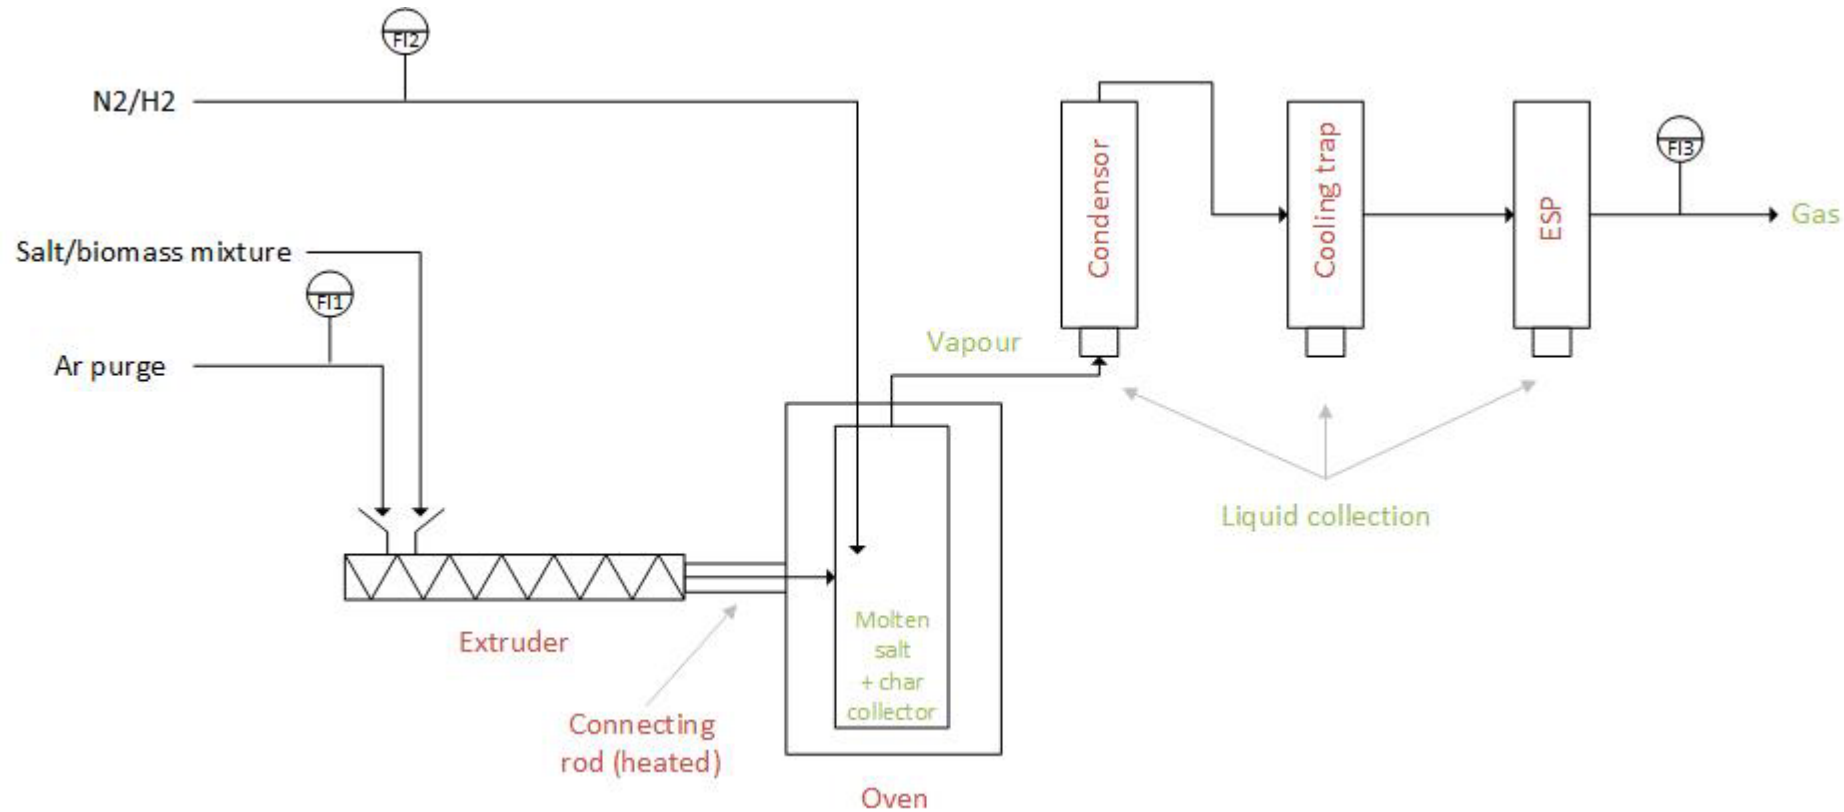 FI2
N2/H2
Condensor
Cooling trap
ESP
FI3
Gas
Salt/biomass mixture
FI1
Ar purge
Vapour
Liquid collection
Extruder
Molten
salt
+ char
collector
Connecting
rod (heated)
Oven